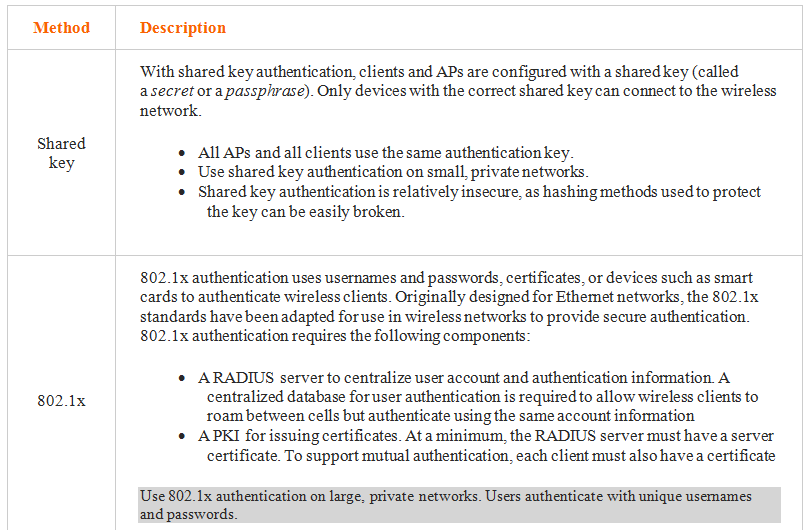 Method Description
With shared key authentication, clients and APs are configured with a shared key (called
a secret or a passphrase). Only devices with the correct shared key can connect to the wireless
network.
Shared
key
• All APs and all clients use the same authentication key.
• Use shared key authentication on small, private networks.
• Shared key authentication is relatively insecure, as hashing methods used to protect
the key can be easily broken.
802.1x authentication uses usernames and passwords, certificates, or devices such as smart
cards to authenticate wireless clients. Originally designed for Ethernet networks, the 802.1x
standards have been adapted for use in wireless networks to provide secure authentication.
802.1x authentication requires the following components:
802.1x
• A RADIUS server to centralize user account and authentication information. A
centralized database for user authentication is required to allow wireless clients to
roam between cells but authenticate using the same account information
• A PKI for issuing certificates. At a minimum, the RADIUS server must have a server
certificate. To support mutual authentication, each client must also have a certificate
Use 802.1x authentication on large, private networks. Users authenticate with unique usernames
and passwords.